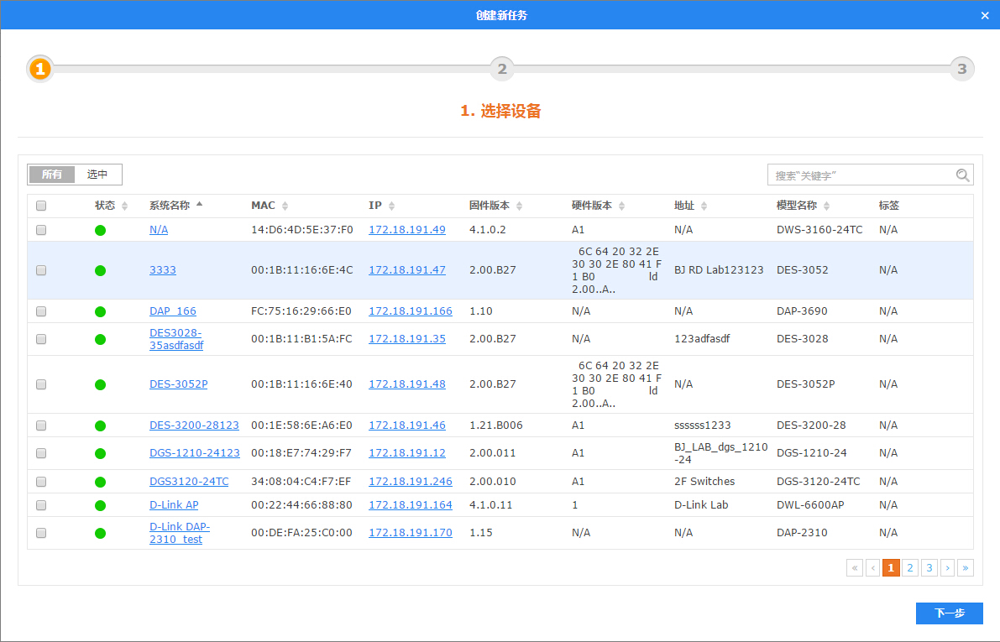 创建新任务 ×
1 2 3
1. 选择设备
所有 选中 搜索“关键字”
状态 系统名称 MAC IP 固件版本 硬件版本 地址 模型名称 标签
N/A 14:D6:4D:5E:37:F0 172.18.191.49 4.1.0.2 A1 N/A DWS-3160-24TC N/A
6C 64 20 32 2E
3333 00:1B:11:16:6E:4C 172.18.191.47 2.00.B27 30 30 2E 80 41 F BJ RD Lab123123 DES-3052 N/A
1 B0 ld
2.00..A..
DAP_166 FC:75:16:29:66:E0 172.18.191.166 1.10 N/A N/A DAP-3690 N/A
DES3028-
35asdfasdf 00:1B:11:B1:5A:FC 172.18.191.35 2.00.B27 N/A 123adfasdf DES-3028 N/A
6C 64 20 32 2E
30 30 2E 80 41 F
DES-3052P 00:1B:11:16:6E:40 172.18.191.48 2.00.B27 1 B0 ld N/A DES-3052P N/A
2.00..A..
DES-3200-28123 00:1E:58:6E:A6:E0 172.18.191.46 1.21.B006 A1 ssssss1233 DES-3200-28 N/A
DGS-1210-24123 00:18:E7:74:29:F7 172.18.191.12 2.00.011 A1 BJ_LAB_dgs_1210 DGS-1210-24 N/A
-24
DGS3120-24TC 34:08:04:C4:F7:EF 172.18.191.246 2.00.010 A1 2F Switches DGS-3120-24TC N/A
D-Link AP 00:22:44:66:88:80 172.18.191.164 4.1.0.11 1 D-Link Lab DWL-6600AP N/A
D-Link DAP-
2310_test 00:DE:FA:25:C0:00 172.18.191.170 1.15 N/A N/A DAP-2310 N/A
« ‹ 1 2 3 › »
下一步